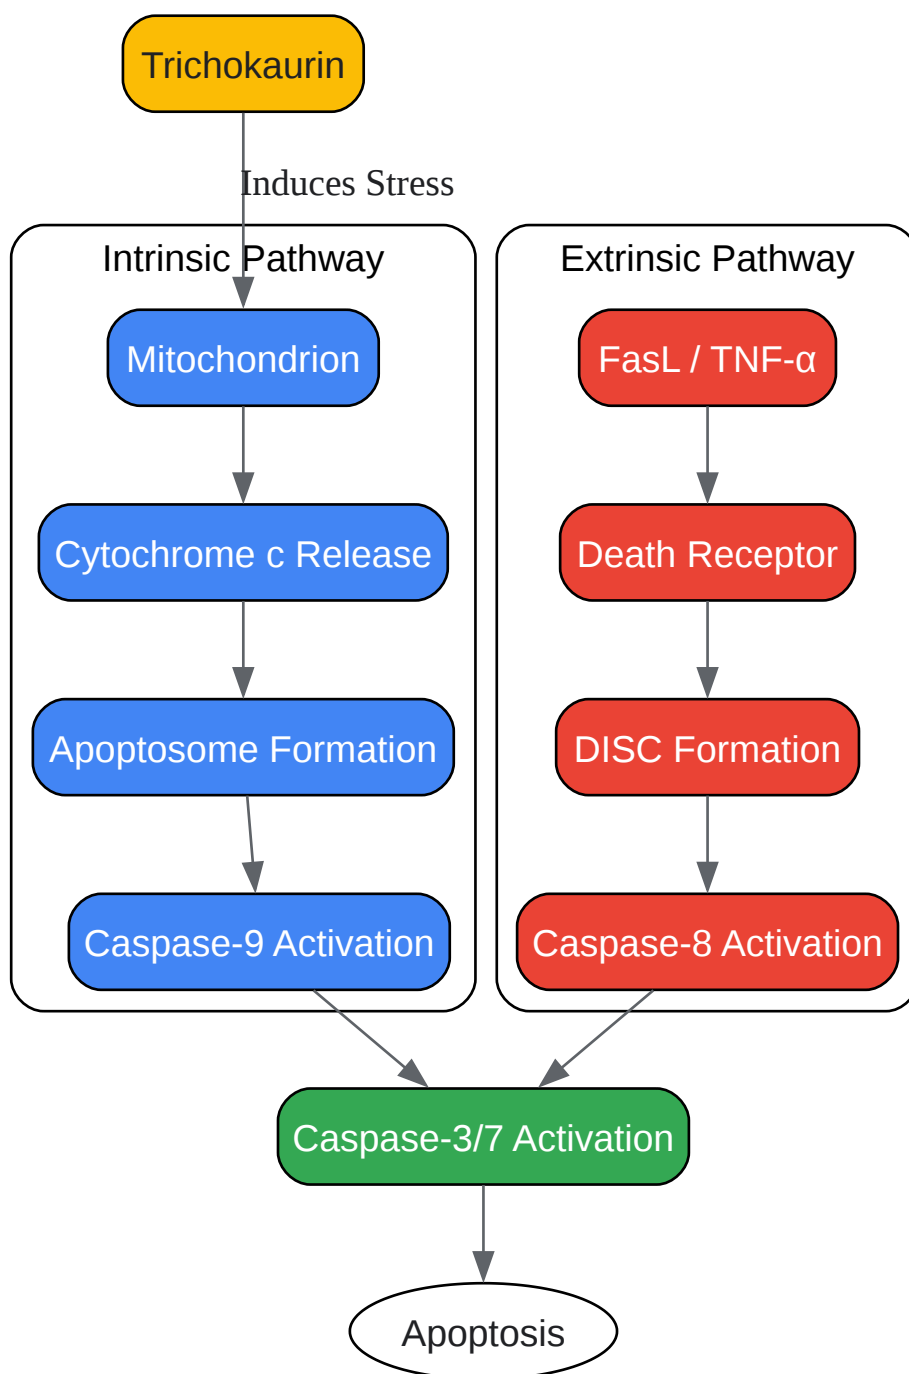 Trichokaurin
Induces Stress
Intrinsic Pathway
Mitochondrion
Cytochrome c Release
Apoptosome Formation
Caspase-9 Activation
Extrinsic Pathway
FasL / TNF-α
Death Receptor
DISC Formation
Caspase-8 Activation
Caspase-3/7 Activation
Apoptosis